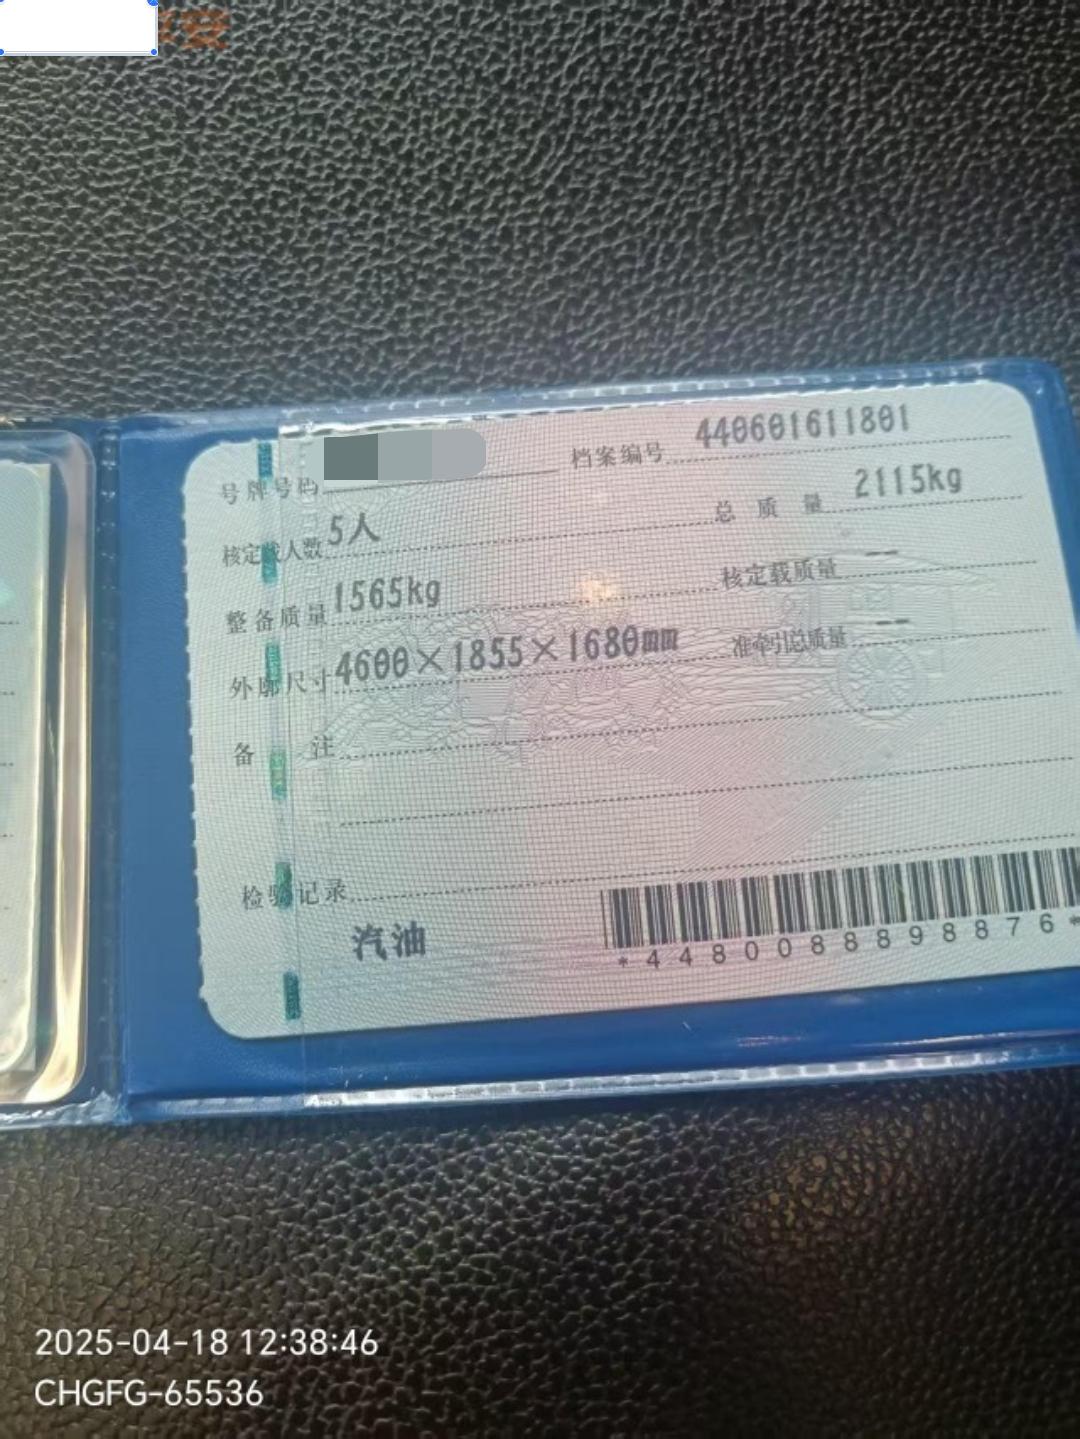 号牌号码 档案编号 440601611801
核定载人数 5人 总质量 2115kg
整备质量 1565kg 核定载质量 --
外廓尺寸 4600×1855×1680mm 准牵引总质量 --
备注
检验记录
汽油
*4480088898876*
2025-04-18 12:38:46
CHGFG-65536